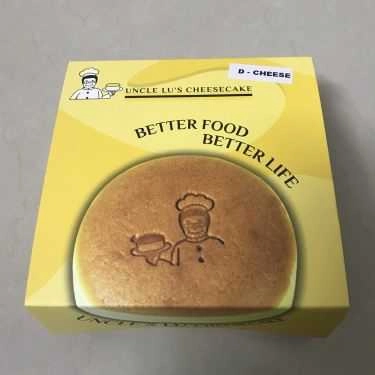 D - CHEESE
UNCLE LU'S CHEESECAKE
BETTER FOOD
BETTER LIFE